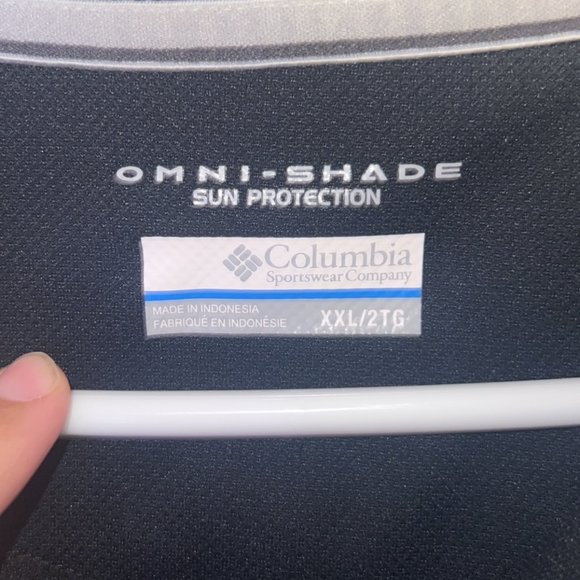 OMNI-SHADE
SUN PROTECTION
Columbia
Sportswear Company
MADE IN INDONESIA
FABRIQUÉ EN INDONÉSIE
XXL/2TG